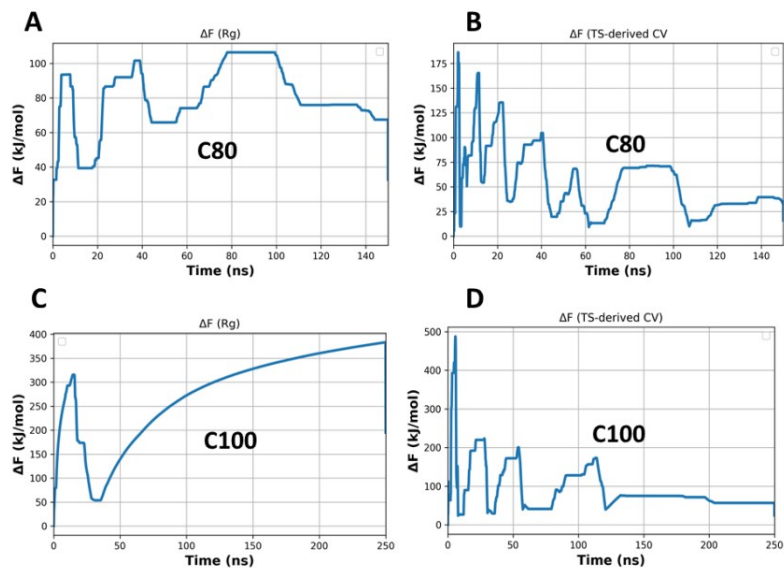 A
ΔF (Rg)
ΔF (kJ/mol)
100
80
60
40
20
0
C80
0 20 40 60 80 100 120 140
Time (ns)
B
ΔF (TS-derived CV
ΔF (kJ/mol)
175
150
125
100
75
50
25
0
C80
0 20 40 60 80 100 120 140
Time (ns)
C
ΔF (Rg)
ΔF (kJ/mol)
400
350
300
250
200
150
100
50
0
C100
0 50 100 150 200 250
Time (ns)
D
ΔF (TS-derived CV)
ΔF (kJ/mol)
500
400
300
200
100
0
C100
0 50 100 150 200 250
Time (ns)